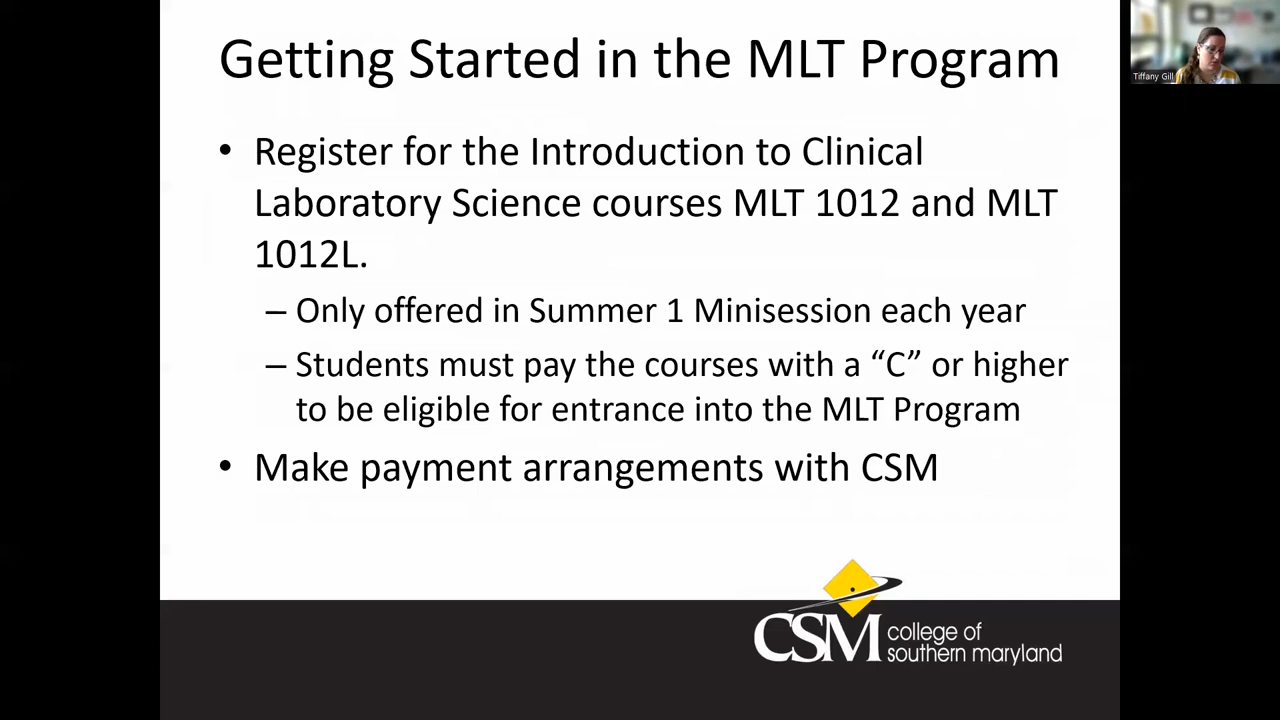 Getting Started in the MLT Program
• Register for the Introduction to Clinical
Laboratory Science courses MLT 1012 and MLT
1012L.
– Only offered in Summer 1 Minisession each year
– Students must pay the courses with a “C” or higher
to be eligible for entrance into the MLT Program
• Make payment arrangements with CSM
CSM college of
southern maryland
Tiffany Gill